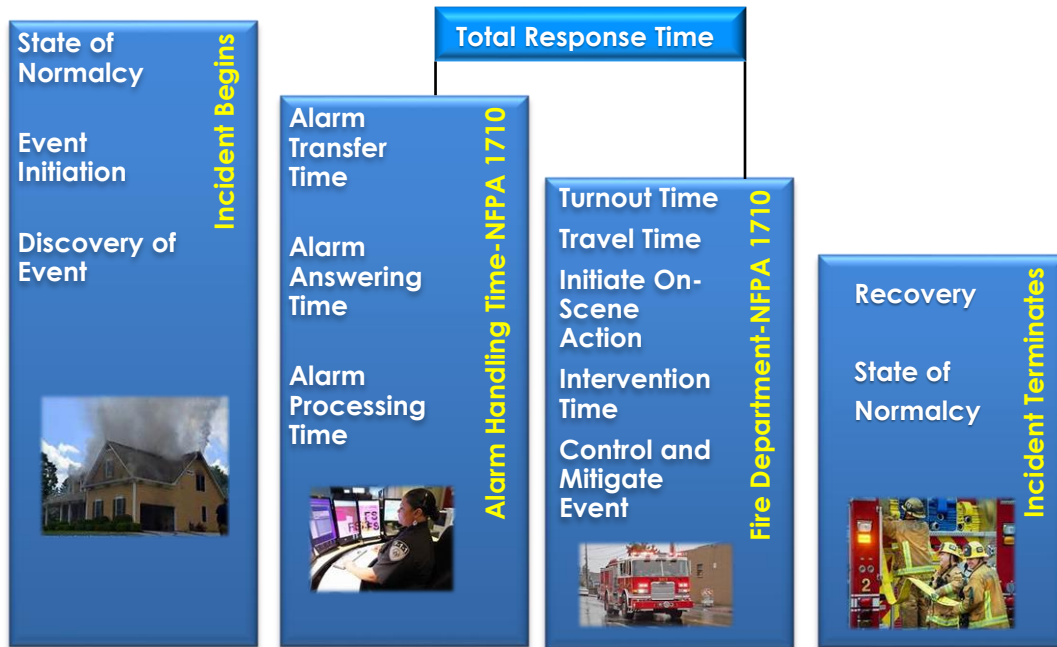 Total Response Time
State of
Normalcy
Event
Initiation
Discovery of
Event
Incident Begins
Alarm
Transfer
Time
Alarm
Answering
Time
Alarm
Processing
Time
Alarm Handling Time-NFPA 1710
Turnout Time
Travel Time
Initiate On-
Scene
Action
Intervention
Time
Control and
Mitigate
Event
Fire Department-NFPA 1710
Recovery
State of
Normalcy
Incident Terminates
2